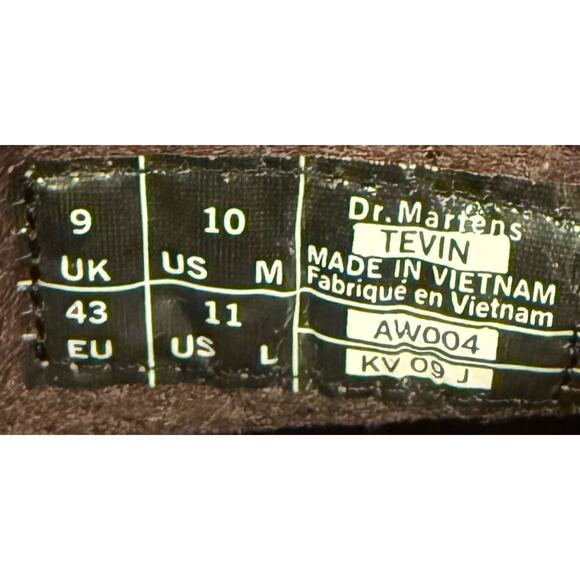 9
UK
10
US M
43
EU
11
US L
Dr. Martens
TEVIN
MADE IN VIETNAM
Fabriqué en Vietnam
AW004
KV 09 J